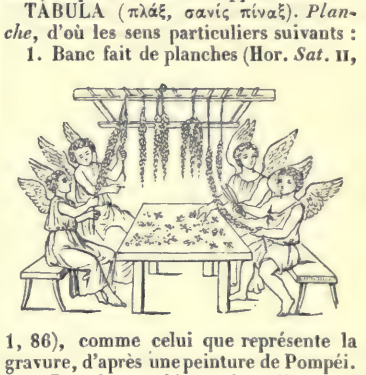 TABULA (πλάξ, σανίς πίναξ). Plan-
che, d'où les sens particuliers suivants :
1. Banc fait de planches (Hor. Sat. II,
1, 86), comme celui que représente la
gravure, d'après une peinture de Pompéi.